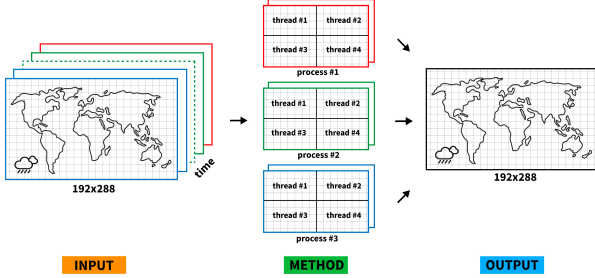 thread #1 thread #2
thread #3 thread #4
process #1
thread #1 thread #2
thread #3 thread #4
process #2
thread #1 thread #2
thread #3 thread #4
process #3
time
192x288
192x288
INPUT
METHOD
OUTPUT